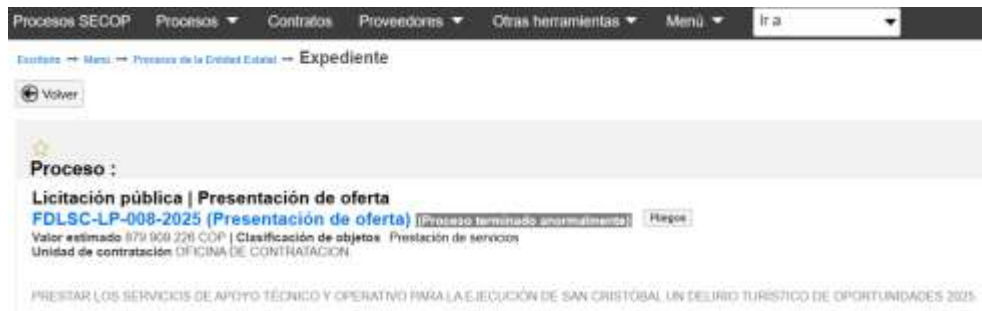 Procesos SECOP Procesos Contratos Proveedores Otras herramientas Menú Ir a
Escritorio → Menú → Procesos de la Entidad Estatal → Expediente
Volver
Proceso :
Licitación pública | Presentación de oferta
FDLSC-LP-008-2025 (Presentación de oferta) (Proceso terminado anormalmente) Pliegos
Valor estimado 879.909.226 COP | Clasificación de objetos Prestación de servicios
Unidad de contratación OFICINA DE CONTRATACION
PRESTAR LOS SERVICIOS DE APOYO TÉCNICO Y OPERATIVO PARA LA EJECUCIÓN DE SAN CRISTÓBAL UN DELIRIO TURÍSTICO DE OPORTUNIDADES 2025